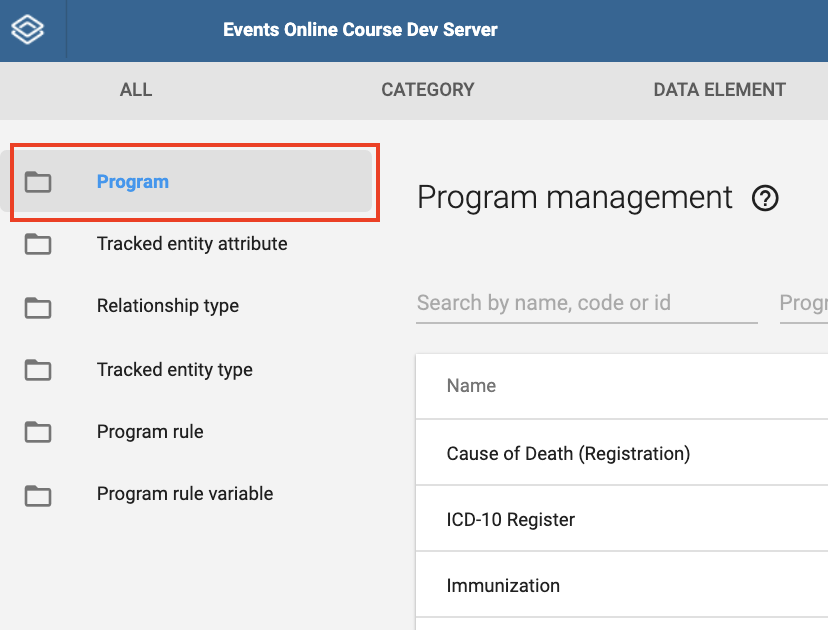 Events Online Course Dev Server
ALL
CATEGORY
DATA ELEMENT
Program
Tracked entity attribute
Relationship type
Tracked entity type
Program rule
Program rule variable
Program management
Search by name, code or id
Progr
Name
Cause of Death (Registration)
ICD-10 Register
Immunization